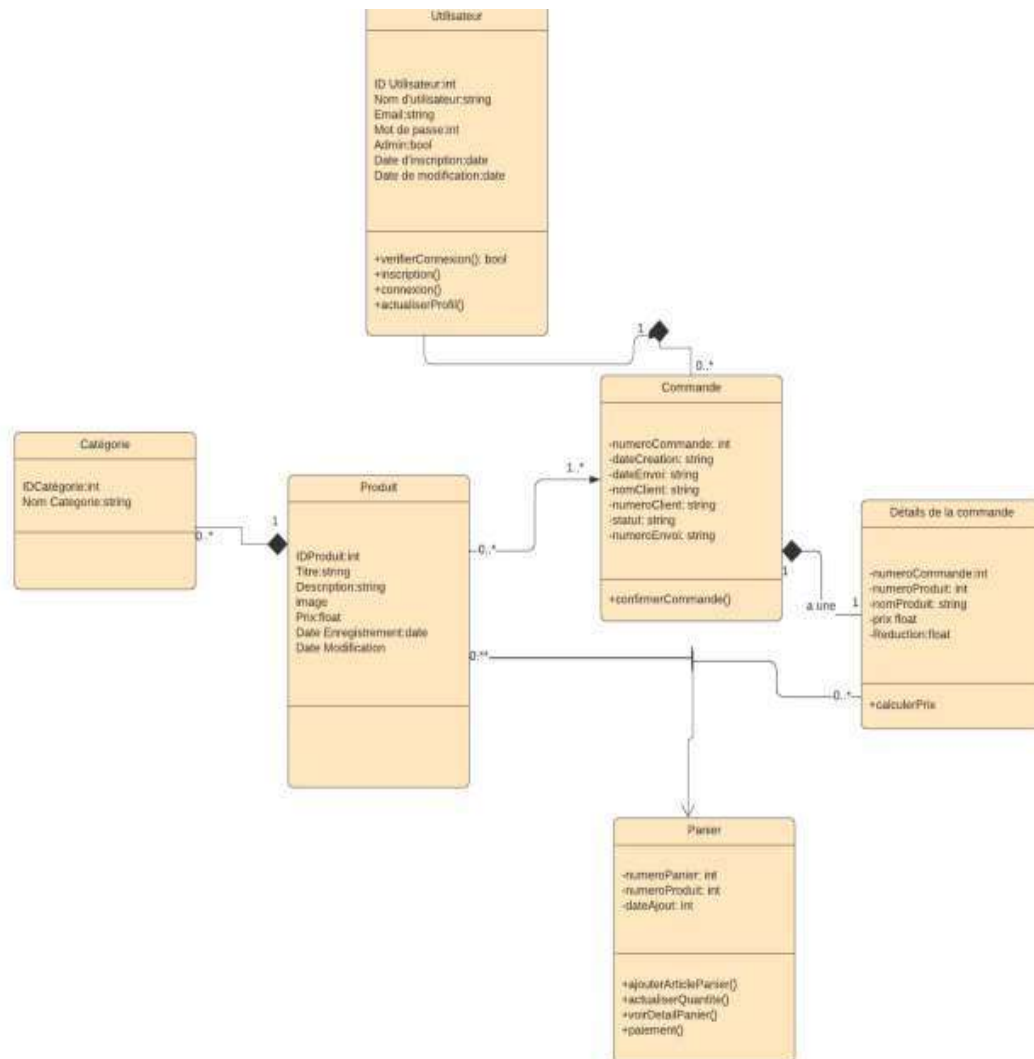 Utilisateur
ID Utilisateur:int
Nom d'utilisateur:string
Email:string
Mot de passe:int
Admin:bool
Date d'inscription:date
Date de modification:date
+verifierConnexion(): bool
+inscription()
+connexion()
+actualiserProfil()
1
0..*
Commande
-numeroCommande: int
-dateCreation: string
-dateEnvoi: string
-nomClient: string
-numeroClient: string
-statut: string
-numeroEnvoi: string
+confirmerCommande()
Catégorie
IDCatégorie:int
Nom Categorie:string
0..*
1
Produit
IDProduit:int
Titre:string
Description:string
image
Prix:float
Date Enregistrement:date
Date Modification
1..*
0..*
0.**
0..*
1
a une
1
Détails de la commande
-numeroCommande:int
-numeroProduit: int
-nomProduit: string
-prix:float
-Reduction:float
+calculerPrix
Panier
-numeroPanier: int
-numeroProduit: int
-dateAjout: int
+ajouterArticlePanier()
+actualiserQuantite()
+voirDetailPanier()
+paiement()